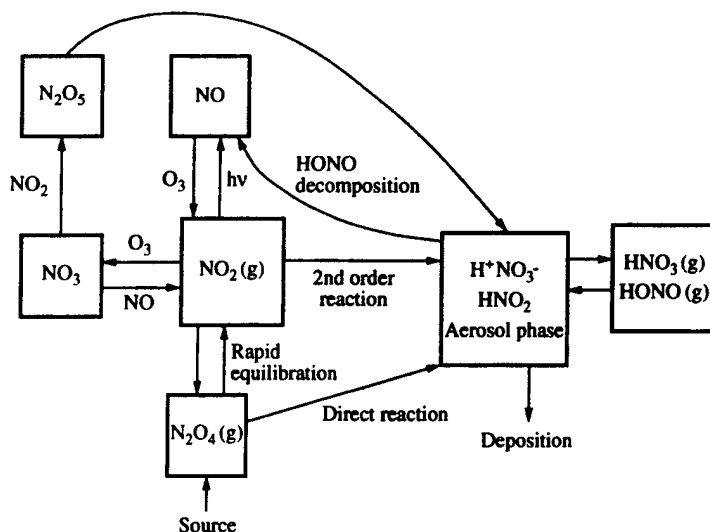 N₂O₅
NO
NO₂
O₃
hν
HONO
decomposition
NO₃
O₃
NO
NO₂(g)
2nd order
reaction
H⁺NO₃⁻
HNO₂
Aerosol phase
HNO₃(g)
HONO(g)
Rapid
equilibration
N₂O₄(g)
Direct reaction
Deposition
Source